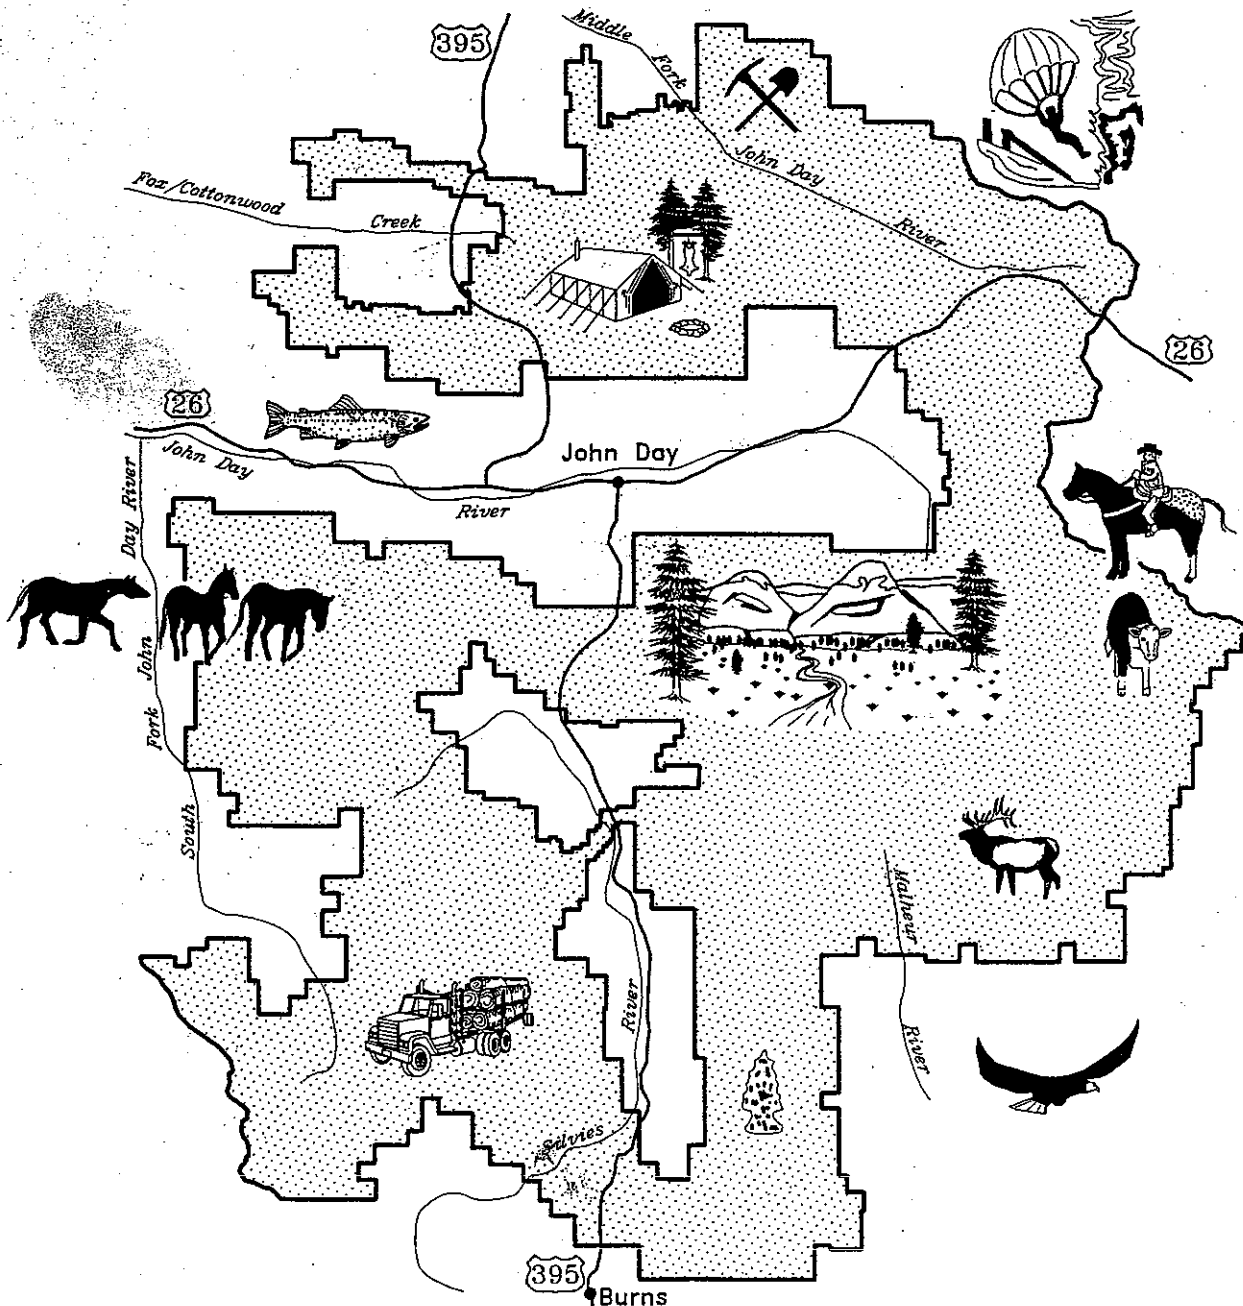 395
Middle
Fork
John Day
River
Fox/Cottonwood
Creek
26
26
John Day
River
John Day
South
Fork
John
Day River
Malheur
River
River
Silvies
395
Burns